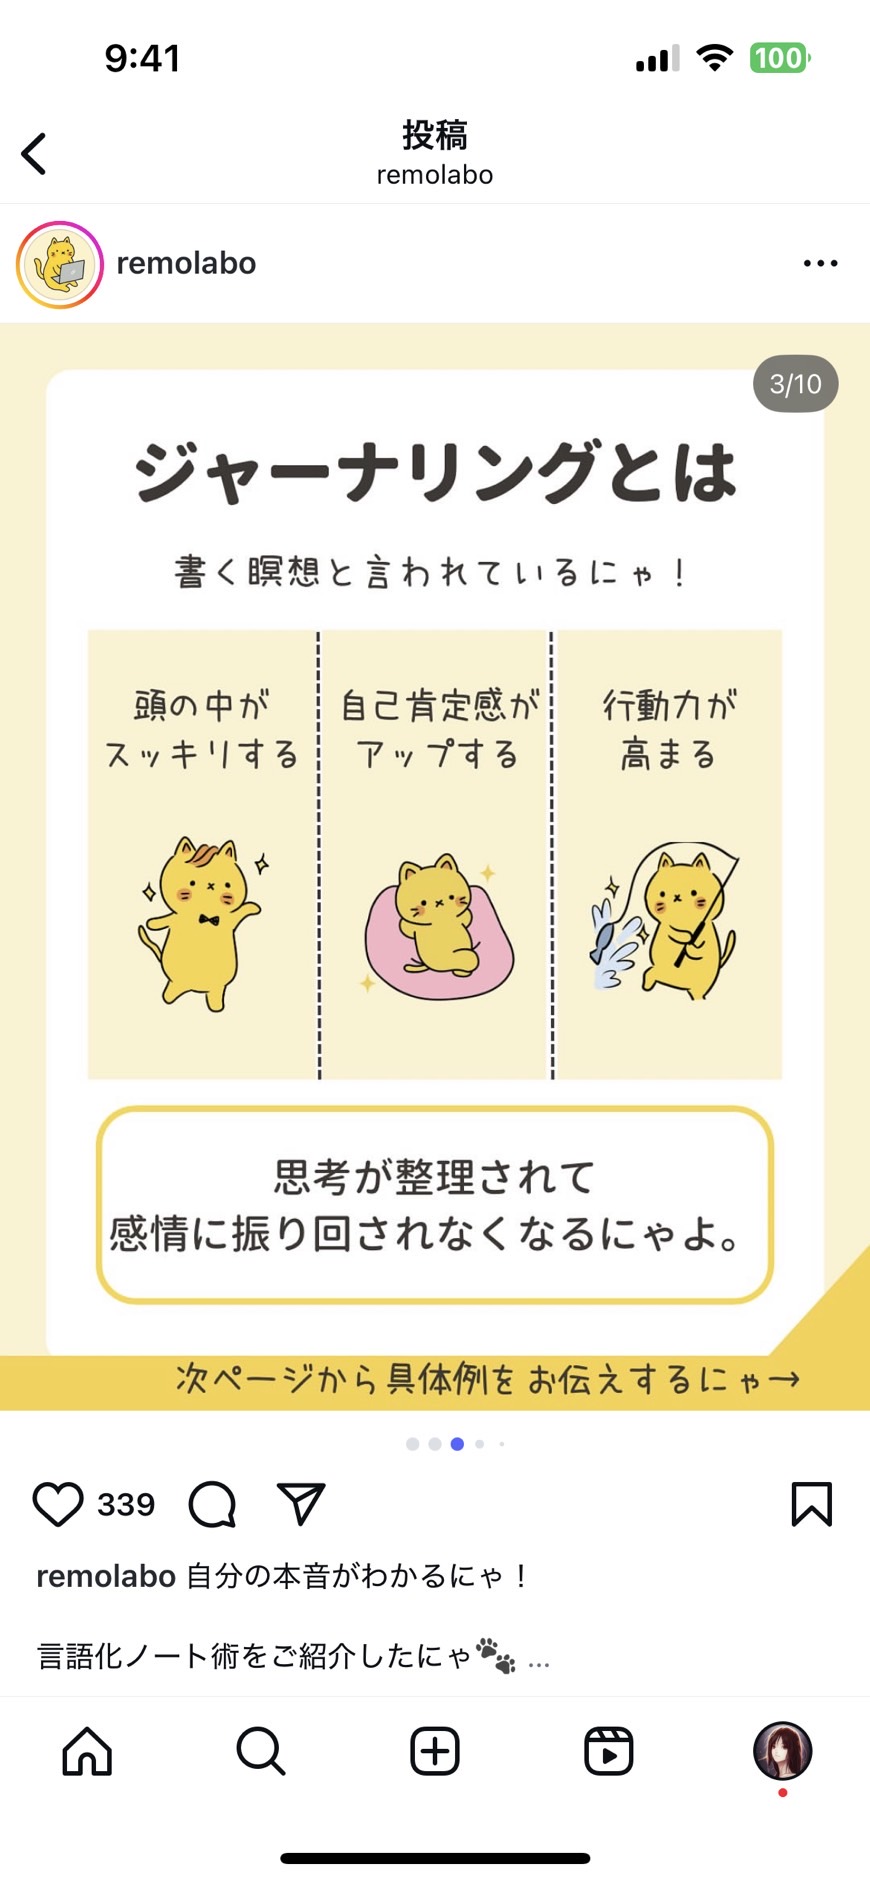 9:41
100
投稿
remolabo
remolabo
3/10
ジャーナリングとは
書く瞑想と言われているにゃ！
頭の中が
スッキリする
自己肯定感が
アップする
行動力が
高まる
思考が整理されて
感情に振り回されなくなるにゃよ。
次ページから具体例をお伝えするにゃ→
339
remolabo 自分の本音がわかるにゃ！
言語化ノート術をご紹介したにゃ🐾 ...